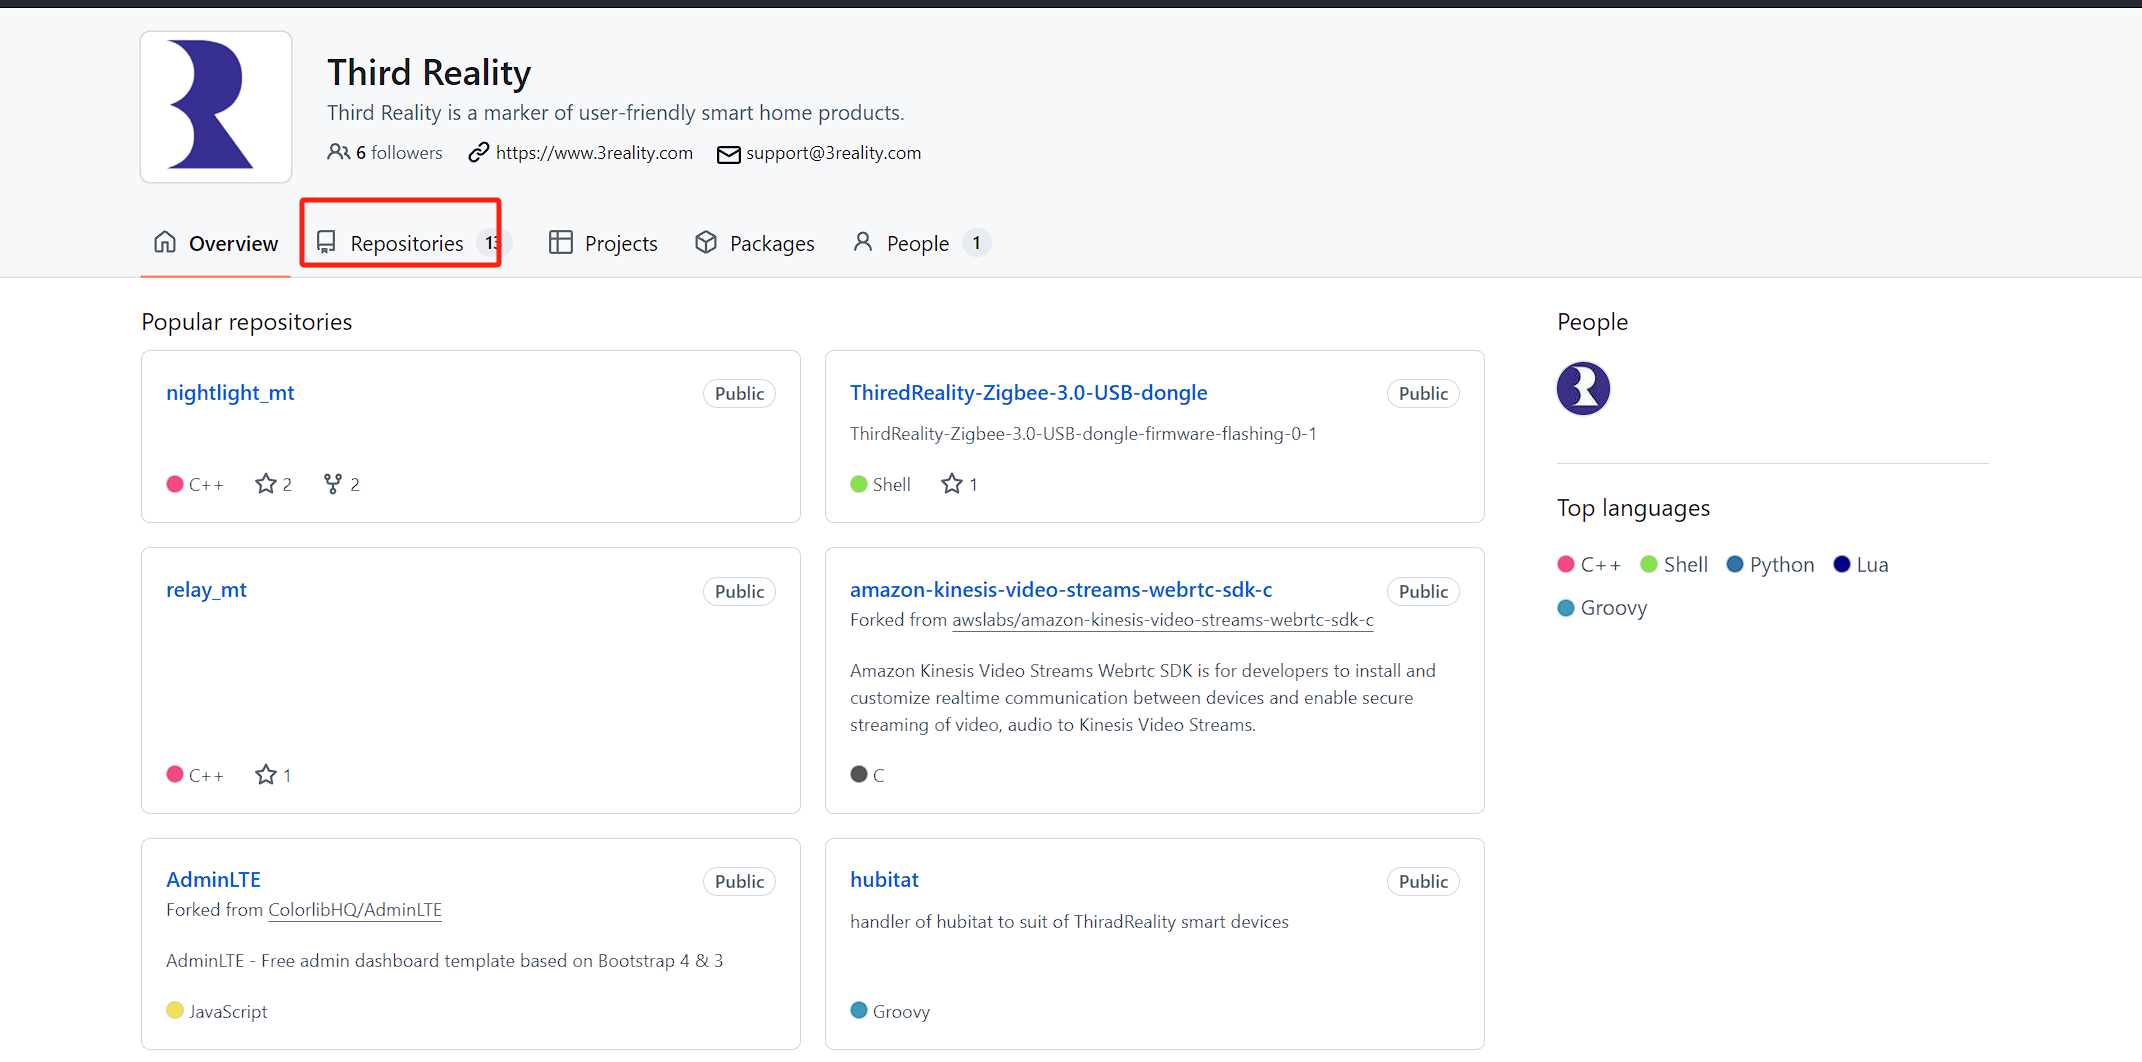 Third Reality
Third Reality is a marker of user-friendly smart home products.
6 followers https://www.3reality.com support@3reality.com
Overview Repositories 13 Projects Packages People 1
Popular repositories
nightlight_mt Public
C++ 2 2
ThiredReality-Zigbee-3.0-USB-dongle Public
ThirdReality-Zigbee-3.0-USB-dongle-firmware-flashing-0-1
Shell 1
relay_mt Public
C++ 1
amazon-kinesis-video-streams-webrtc-sdk-c Public
Forked from awslabs/amazon-kinesis-video-streams-webrtc-sdk-c
Amazon Kinesis Video Streams Webrtc SDK is for developers to install and
customize realtime communication between devices and enable secure
streaming of video, audio to Kinesis Video Streams.
C
AdminLTE Public
Forked from ColorlibHQ/AdminLTE
AdminLTE - Free admin dashboard template based on Bootstrap 4 & 3
JavaScript
hubitat Public
handler of hubitat to suit of ThiradReality smart devices
Groovy
People
Top languages
C++ Shell Python Lua
Groovy